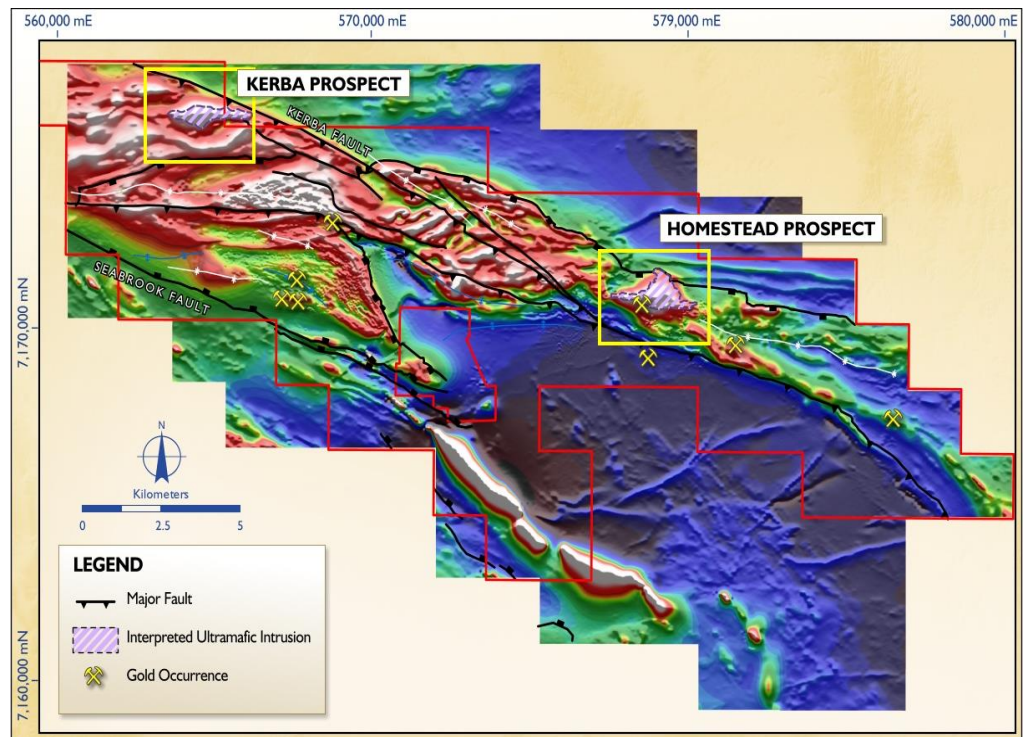 560,000 mE
570,000 mE
579,000 mE
580,000 mE
KERBA PROSPECT
KERBA FAULT
HOMESTEAD PROSPECT
SEABROOK FAULT
7,170,000 mN
N
Kilometers
0 2.5 5
LEGEND
Major Fault
Interpreted Ultramafic Intrusion
Gold Occurrence
7,160,000 mN